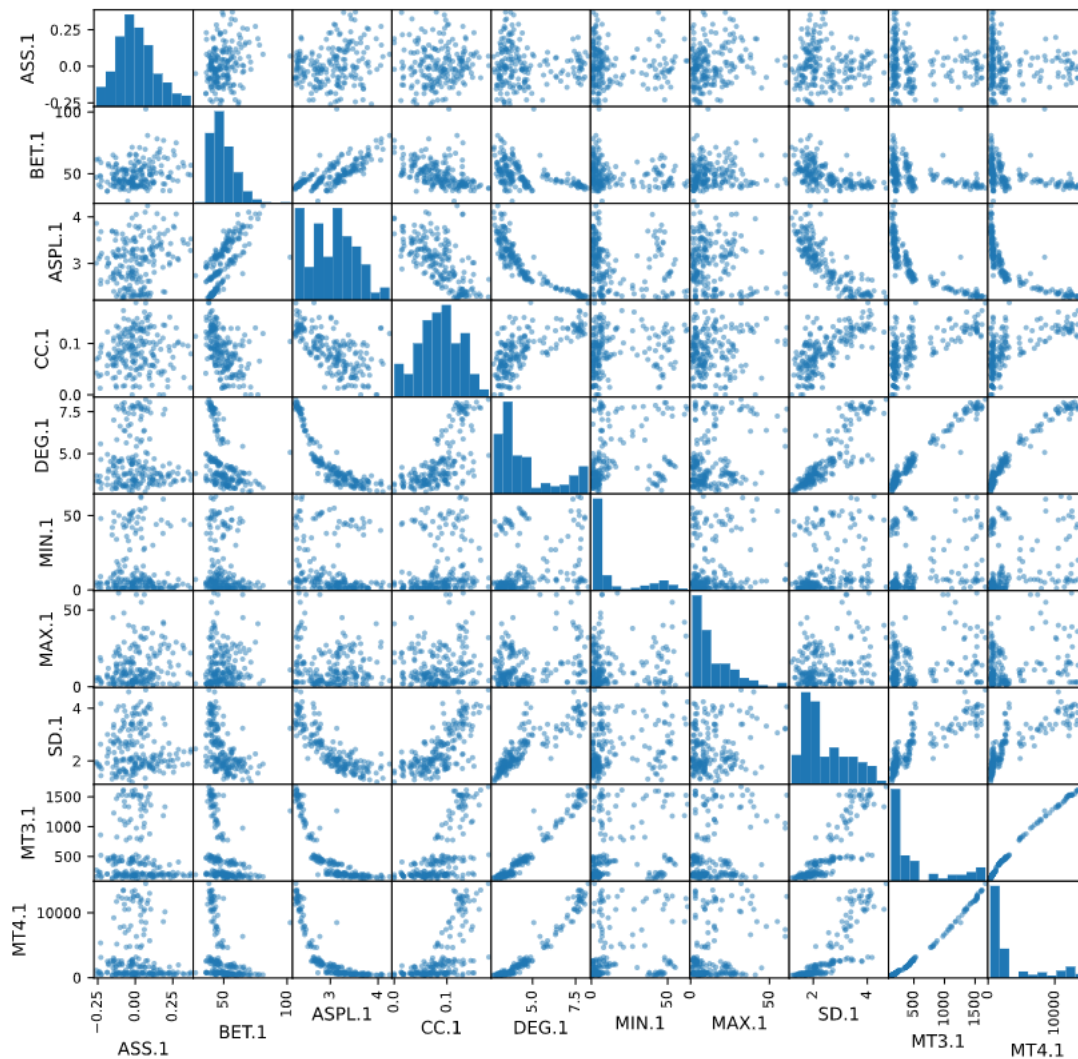 ASS.1
0.25
0.0
-0.25
BET.1
100
50
ASPL.1
4
3
CC.1
0.1
0.0
DEG.1
7.5
5.0
MIN.1
50
0
MAX.1
50
0
SD.1
4
2
MT3.1
1500
1000
500
MT4.1
10000
0
−0.25 0.00 0.25 50 100 3 4 0.0 0.1 5.0 7.5 0 50 0 50 2 4 500 1000 1500 0 10000
ASS.1 BET.1 ASPL.1 CC.1 DEG.1 MIN.1 MAX.1 SD.1 MT3.1 MT4.1